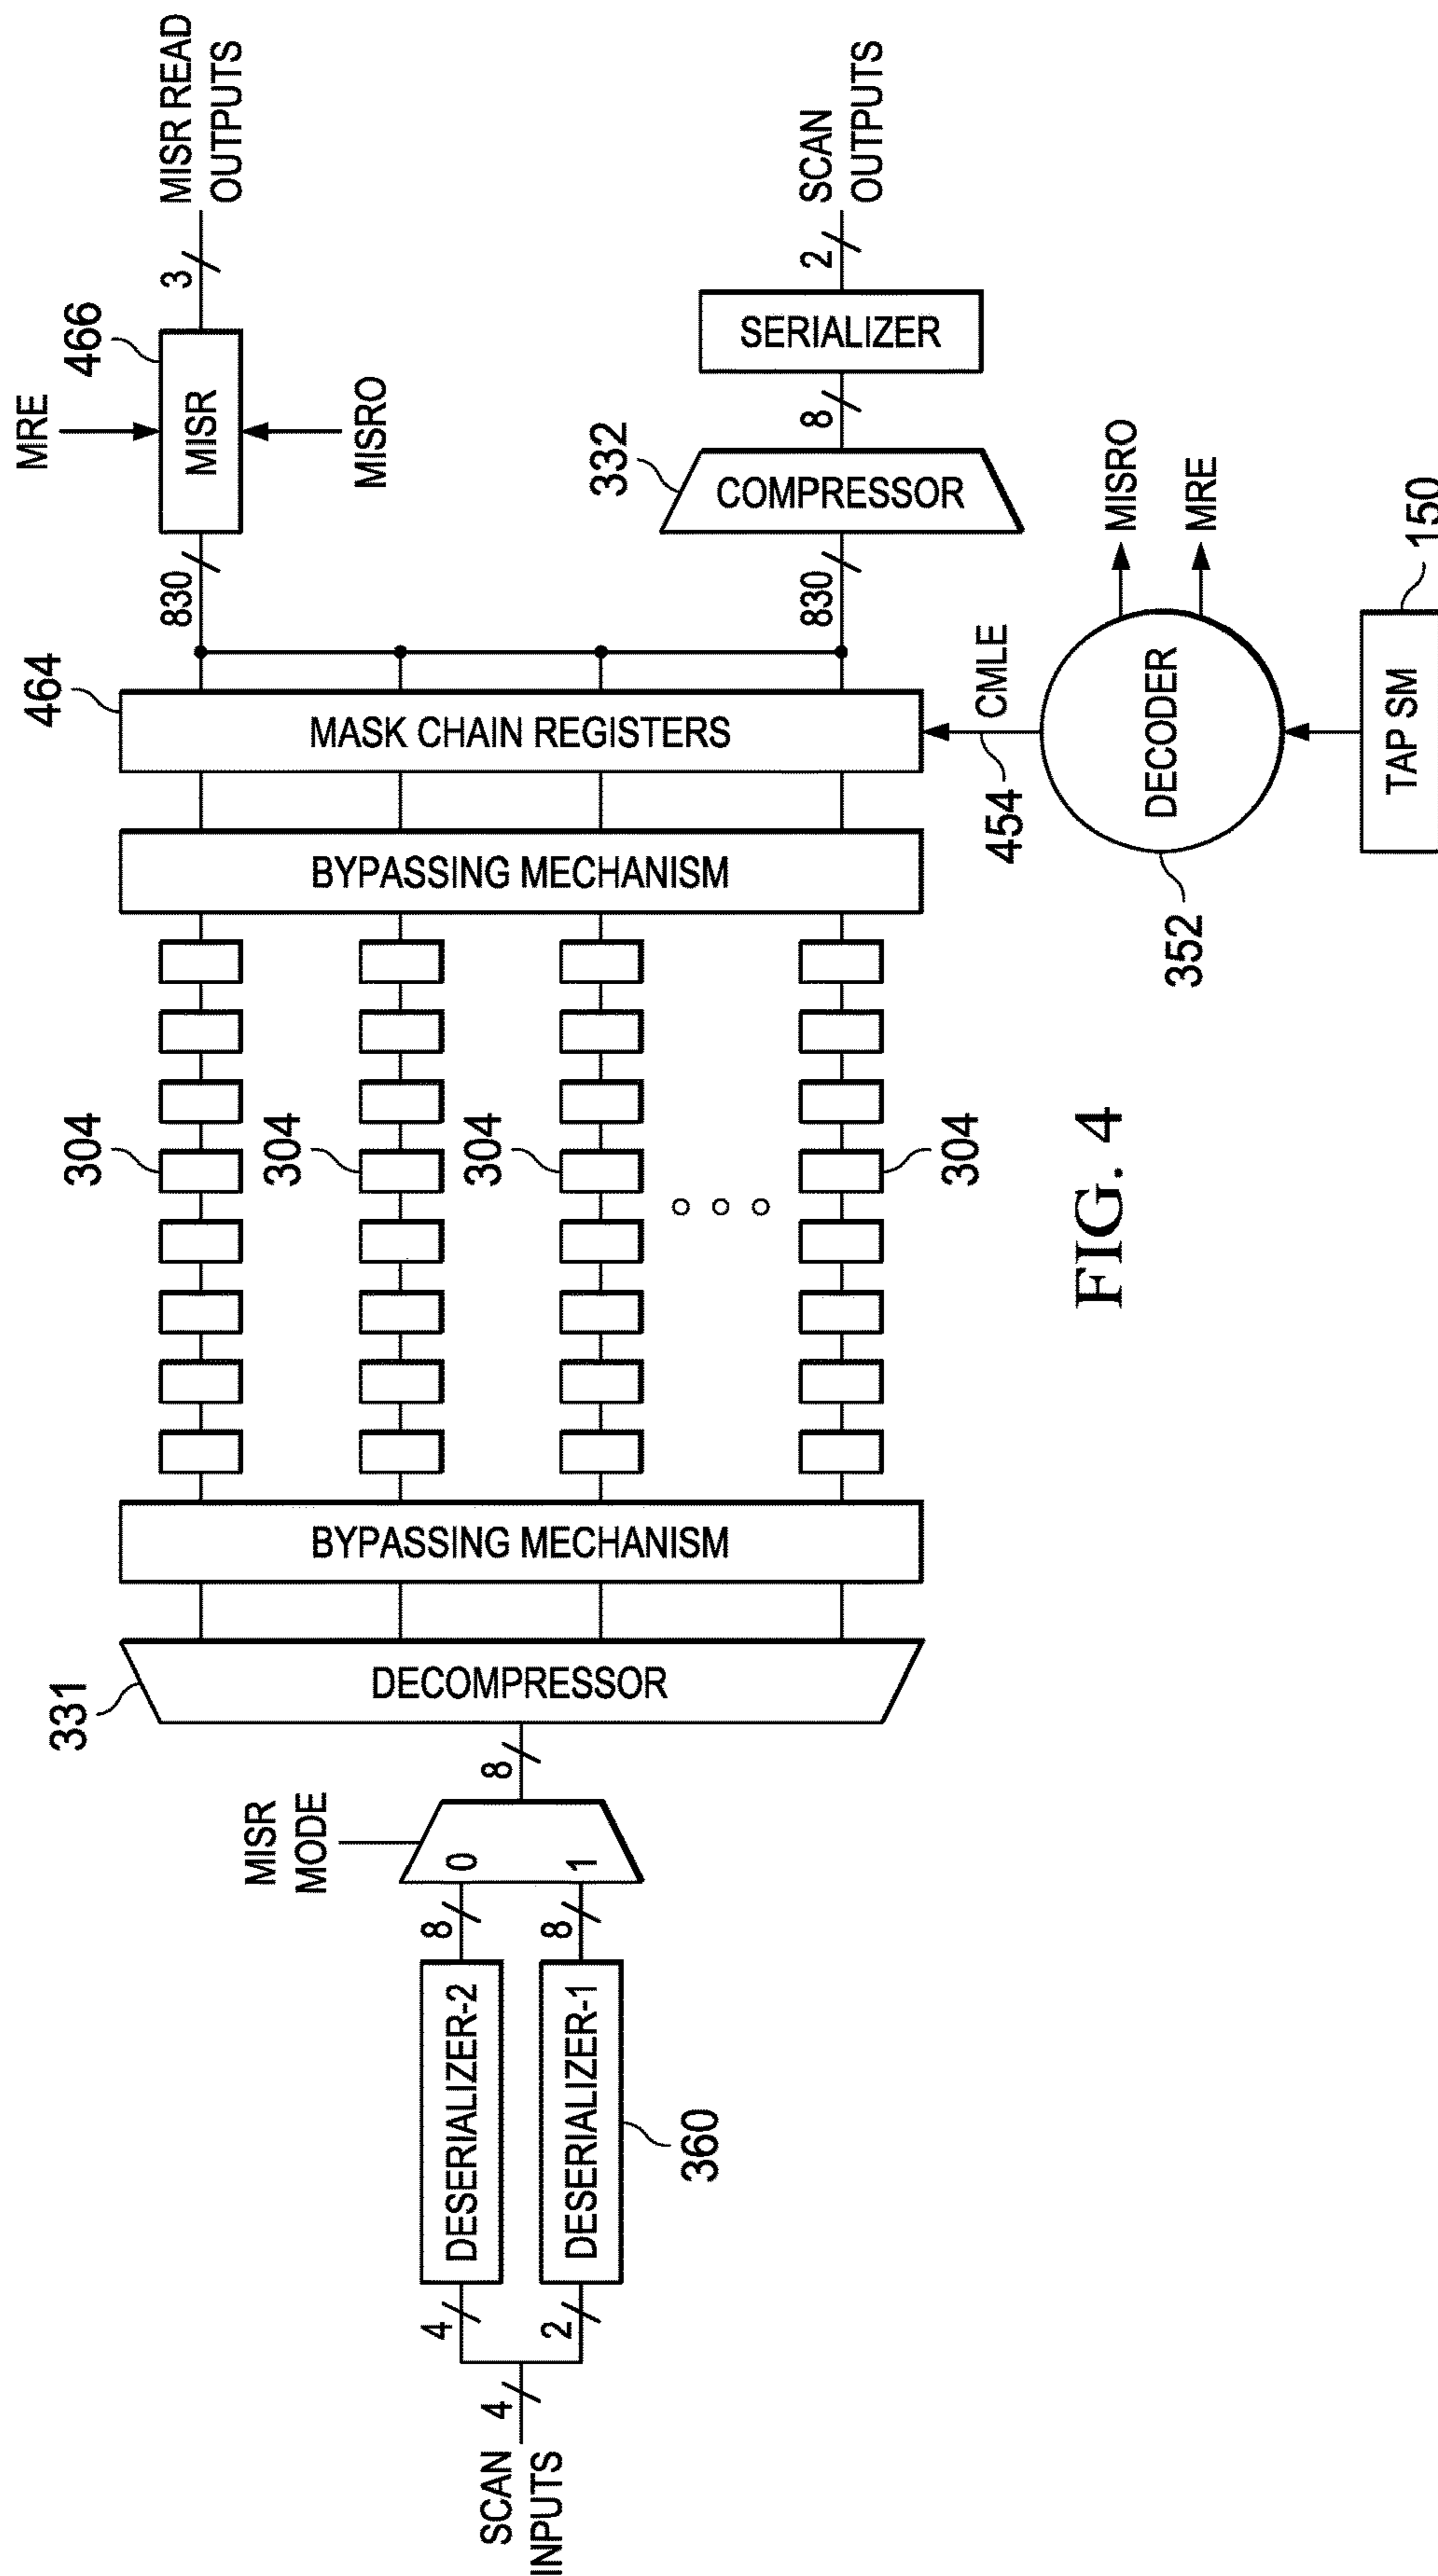 SCAN
INPUTS
4
4
2
DESERIALIZER-2
DESERIALIZER-1
360
8
8
MISR
MODE
0
1
8
331
DECOMPRESSOR
BYPASSING MECHANISM
304
304
304
304
BYPASSING MECHANISM
464
MASK CHAIN REGISTERS
454
CMLE
352
DECODER
MISRO
MRE
TAP SM
150
830
MRE
466
MISR
MISRO
3
MISR READ
OUTPUTS
830
332
COMPRESSOR
8
SERIALIZER
2
SCAN
OUTPUTS
FIG. 4